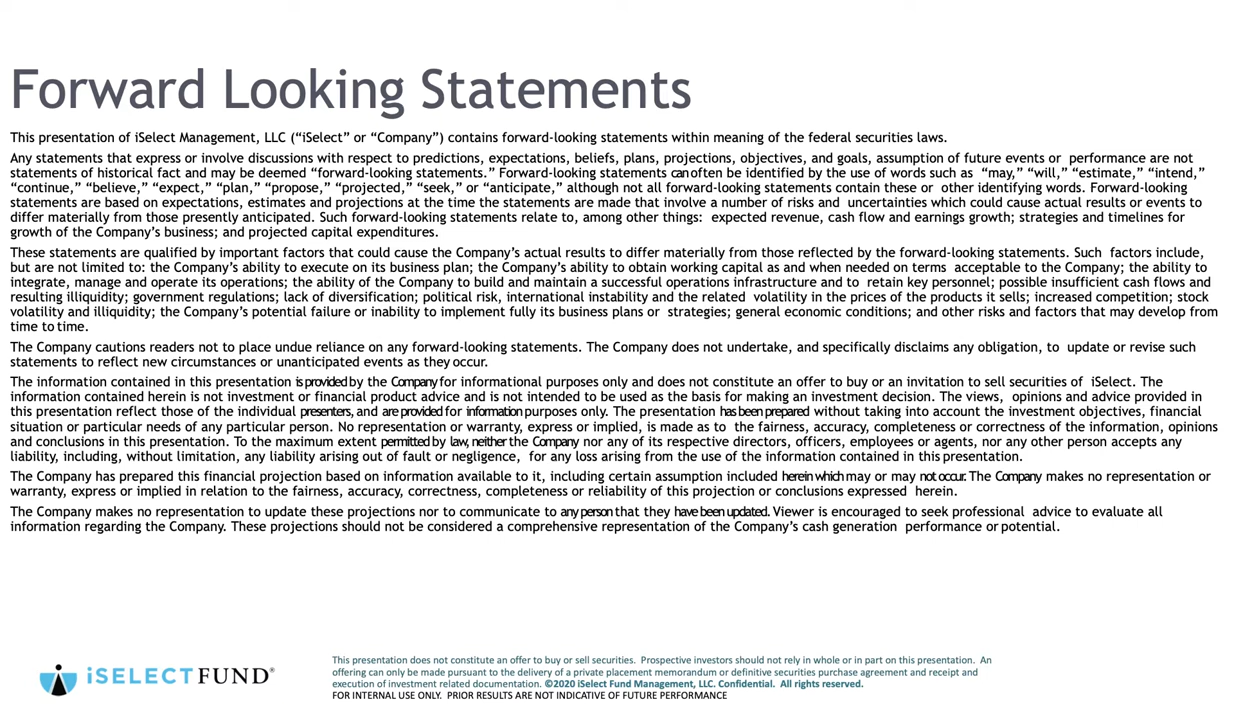 Forward Looking Statements
This presentation of iSelect Management, LLC (“iSelect” or “Company”) contains forward-looking statements within meaning of the federal securities laws.
Any statements that express or involve discussions with respect to predictions, expectations, beliefs, plans, projections, objectives, and goals, assumption of future events or performance are not
statements of historical fact and may be deemed “forward-looking statements.” Forward-looking statements can often be identified by the use of words such as “may,” “will,” “estimate,” “intend,”
“continue,” “believe,” “expect,” “plan,” “propose,” “projected,” “seek,” or “anticipate,” although not all forward-looking statements contain these or other identifying words. Forward-looking
statements are based on expectations, estimates and projections at the time the statements are made that involve a number of risks and uncertainties which could cause actual results or events to
differ materially from those presently anticipated. Such forward-looking statements relate to, among other things: expected revenue, cash flow and earnings growth; strategies and timelines for
growth of the Company’s business; and projected capital expenditures.
These statements are qualified by important factors that could cause the Company’s actual results to differ materially from those reflected by the forward-looking statements. Such factors include,
but are not limited to: the Company’s ability to execute on its business plan; the Company’s ability to obtain working capital as and when needed on terms acceptable to the Company; the ability to
integrate, manage and operate its operations; the ability of the Company to build and maintain a successful operations infrastructure and to retain key personnel; possible insufficient cash flows and
resulting illiquidity; government regulations; lack of diversification; political risk, international instability and the related volatility in the prices of the products it sells; increased competition; stock
volatility and illiquidity; the Company’s potential failure or inability to implement fully its business plans or strategies; general economic conditions; and other risks and factors that may develop from
time to time.
The Company cautions readers not to place undue reliance on any forward-looking statements. The Company does not undertake, and specifically disclaims any obligation, to update or revise such
statements to reflect new circumstances or unanticipated events as they occur.
The information contained in this presentation is provided by the Company for informational purposes only and does not constitute an offer to buy or an invitation to sell securities of iSelect. The
information contained herein is not investment or financial product advice and is not intended to be used as the basis for making an investment decision. The views, opinions and advice provided in
this presentation reflect those of the individual presenters, and are provided for information purposes only. The presentation has been prepared without taking into account the investment objectives, financial
situation or particular needs of any particular person. No representation or warranty, express or implied, is made as to the fairness, accuracy, completeness or correctness of the information, opinions
and conclusions in this presentation. To the maximum extent permitted by law, neither the Company nor any of its respective directors, officers, employees or agents, nor any other person accepts any
liability, including, without limitation, any liability arising out of fault or negligence, for any loss arising from the use of the information contained in this presentation.
The Company has prepared this financial projection based on information available to it, including certain assumption included herein which may or may not occur. The Company makes no representation or
warranty, express or implied in relation to the fairness, accuracy, correctness, completeness or reliability of this projection or conclusions expressed herein.
The Company makes no representation to update these projections nor to communicate to any person that they have been updated. Viewer is encouraged to seek professional advice to evaluate all
information regarding the Company. These projections should not be considered a comprehensive representation of the Company’s cash generation performance or potential.
iSELECTFUND®
This presentation does not constitute an offer to buy or sell securities. Prospective investors should not rely in whole or in part on this presentation. An
offering can only be made pursuant to the delivery of a private placement memorandum or definitive securities purchase agreement and receipt and
execution of investment related documentation. ©2020 iSelect Fund Management, LLC. Confidential. All rights reserved.
FOR INTERNAL USE ONLY. PRIOR RESULTS ARE NOT INDICATIVE OF FUTURE PERFORMANCE